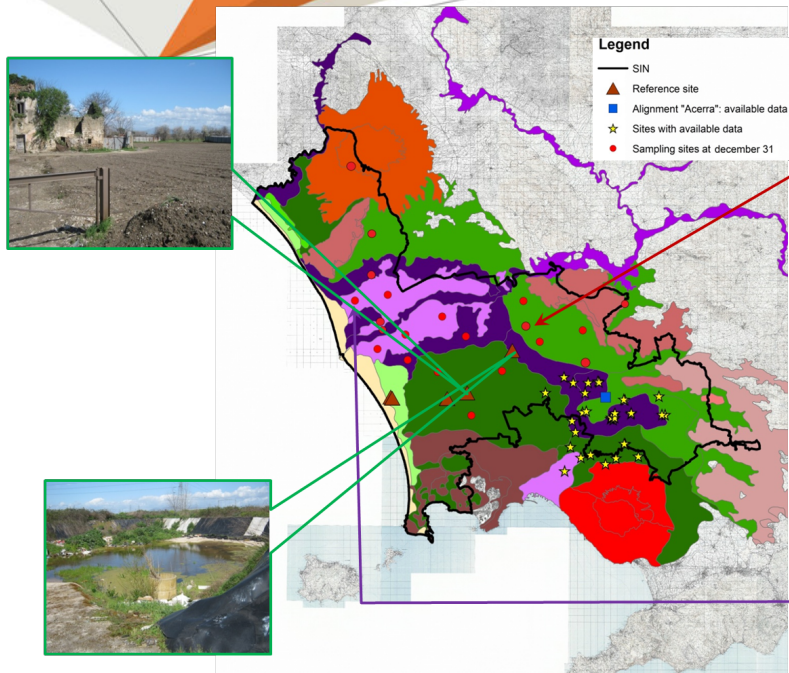 Legend
SIN
Reference site
Alignment "Acerra": available data
Sites with available data
Sampling sites at december 31